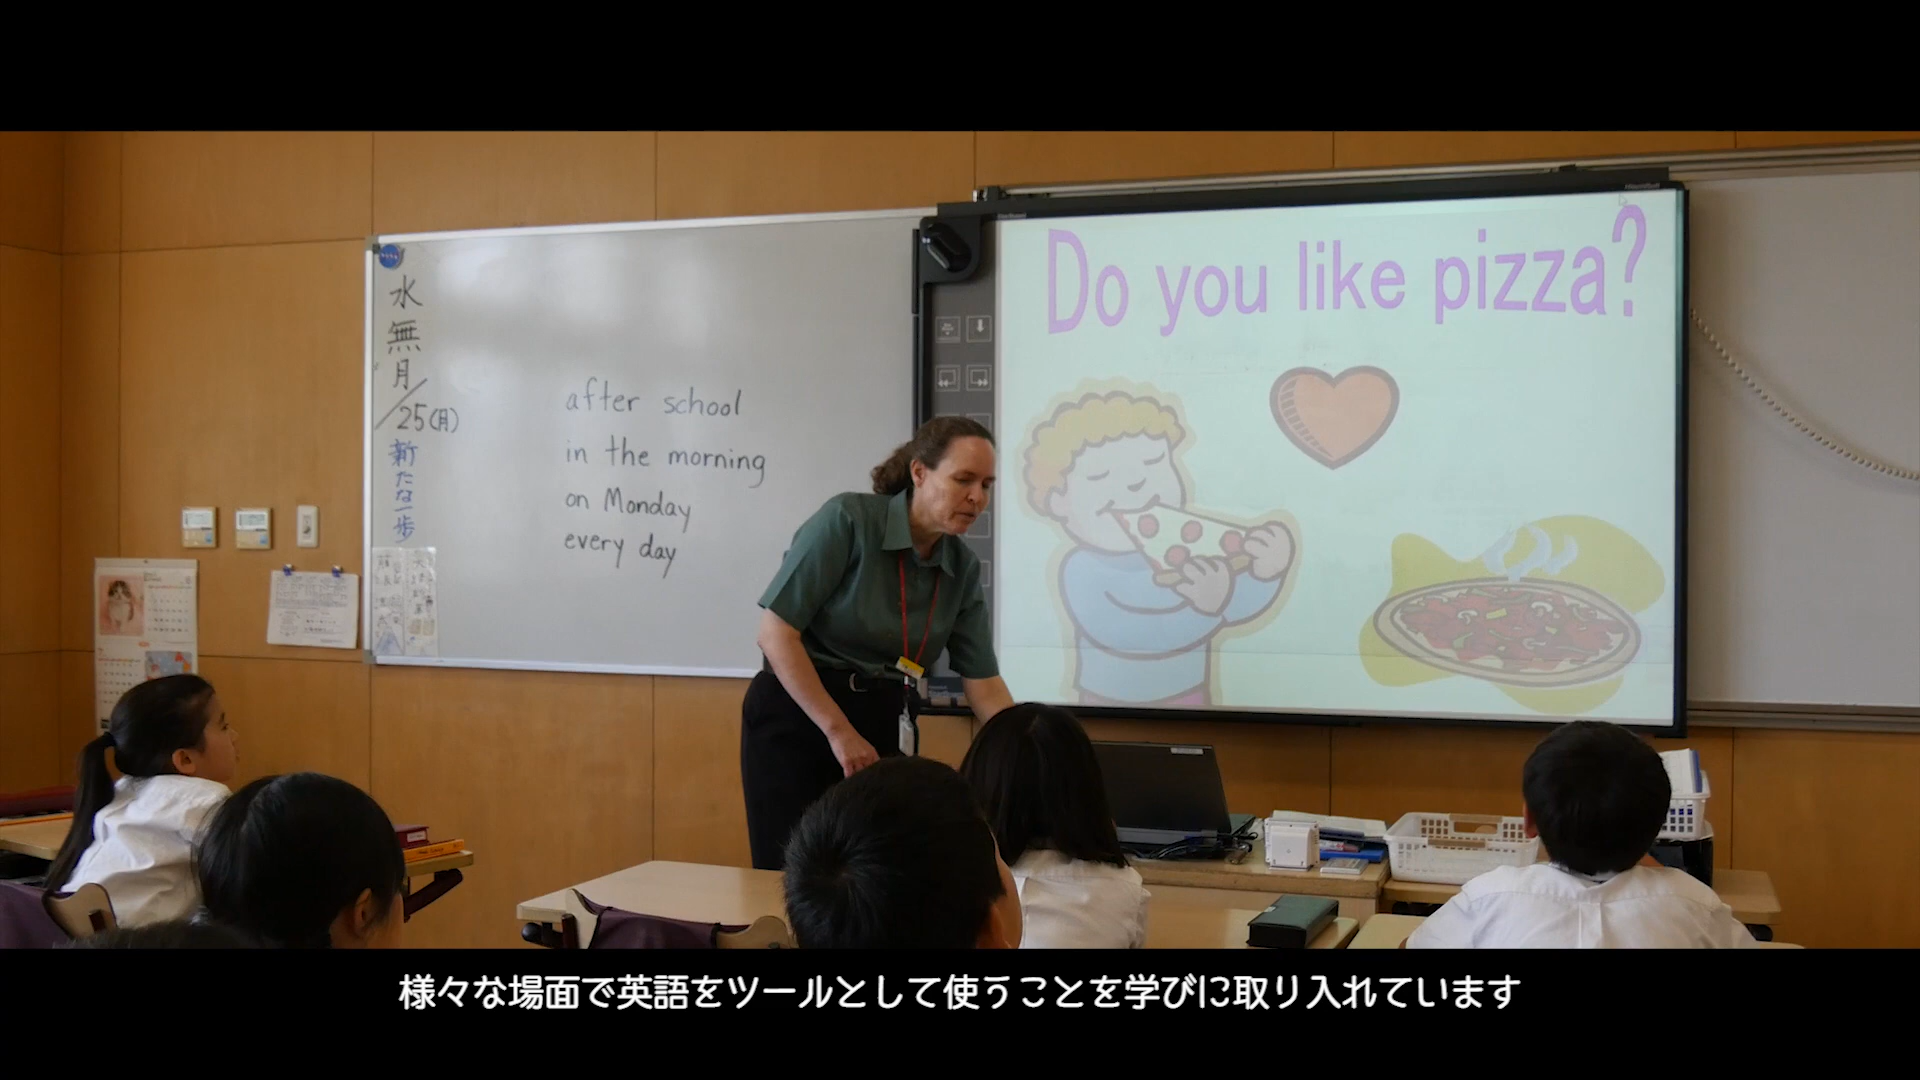 水無月/25(月)
新たな一歩
after school
in the morning
on Monday
every day
Do you like pizza?
様々な場面で英語をツールとして使うことを学びに取り入れています